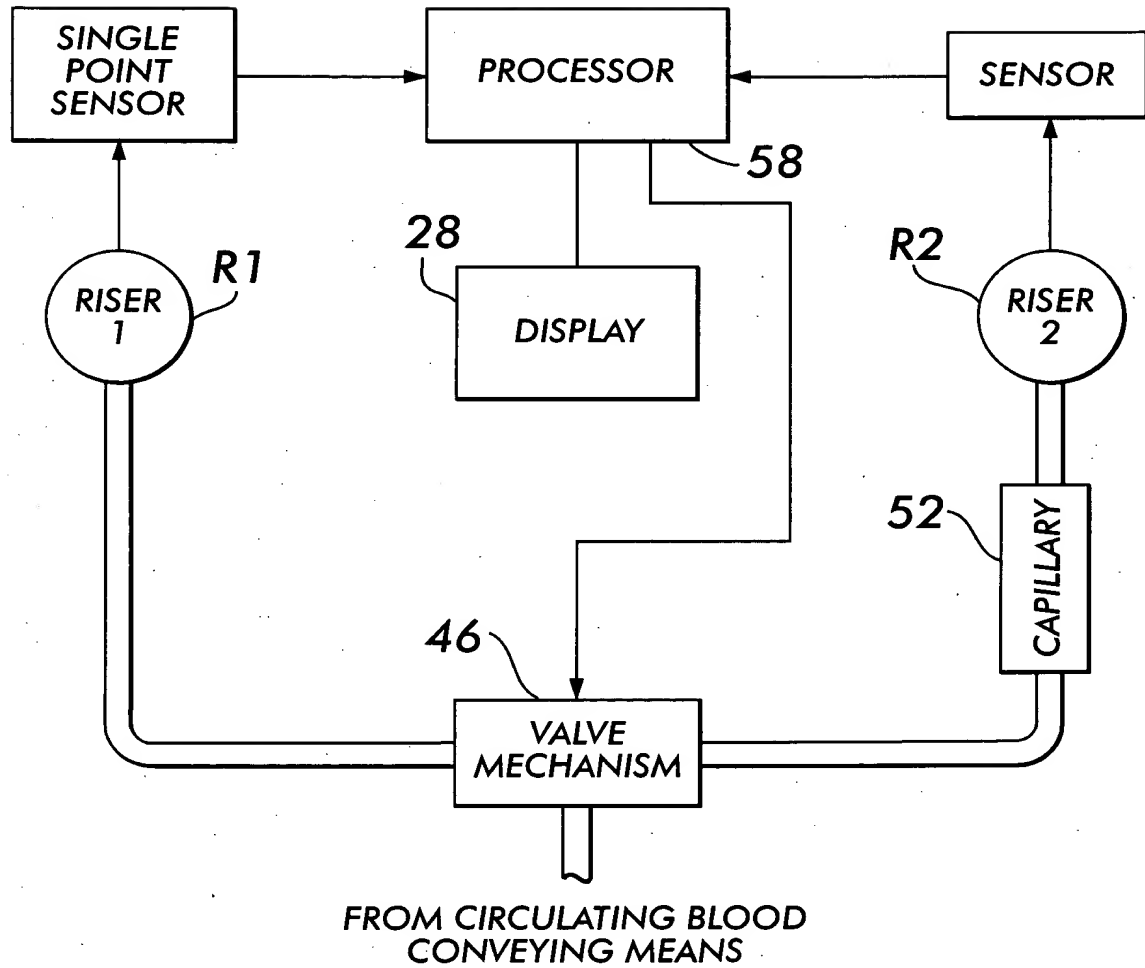 SINGLE
POINT
SENSOR
PROCESSOR
SENSOR
58
28
R1
R2
RISER
1
DISPLAY
RISER
2
52
CAPILLARY
46
VALVE
MECHANISM
FROM CIRCULATING BLOOD
CONVEYING MEANS